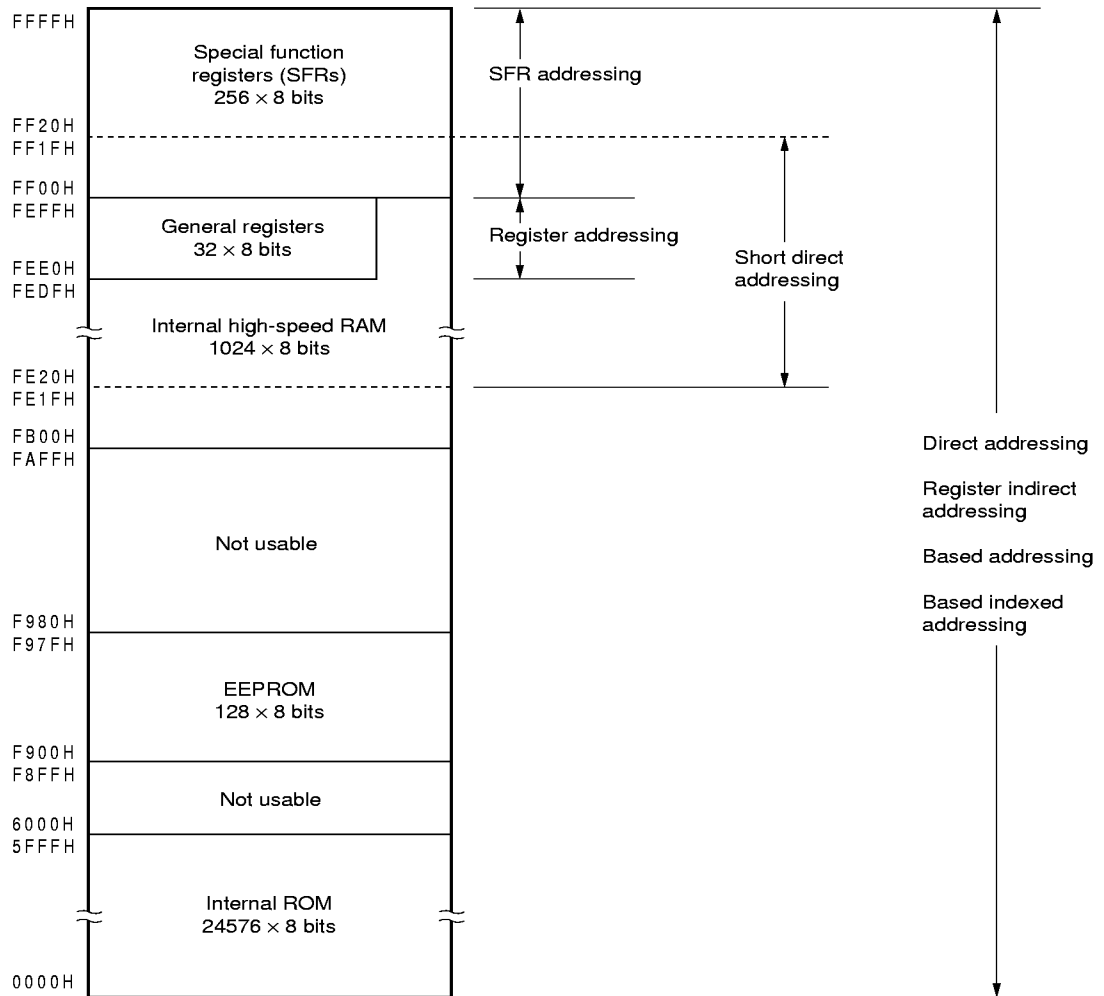 FFFFH
Special function
registers (SFRs)
256 × 8 bits
SFR addressing
FF20H
FF1FH
FF00H
FEFFH
General registers
32 × 8 bits
Register addressing
Short direct
addressing
FEE0H
FEDFH
Internal high-speed RAM
1024 × 8 bits
FE20H
FE1FH
FB00H
FAFFH
Direct addressing
Register indirect
addressing
Based addressing
Based indexed
addressing
Not usable
F980H
F97FH
EEPROM
128 × 8 bits
F900H
F8FFH
Not usable
6000H
5FFFH
Internal ROM
24576 × 8 bits
0000H